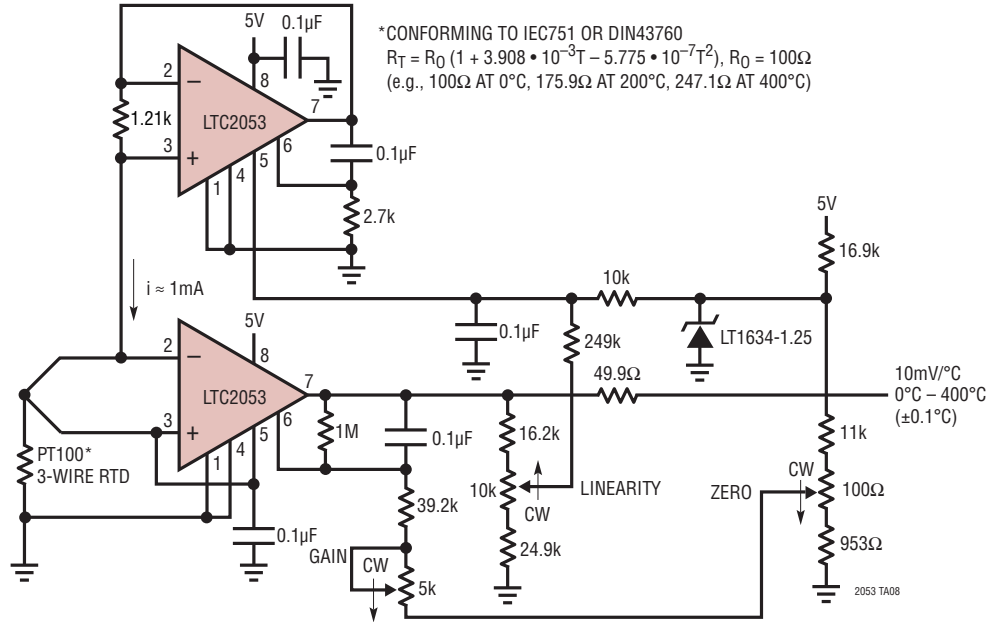 *CONFORMING TO IEC751 OR DIN43760
R_T = R_O (1 + 3.908 • 10^–3T – 5.775 • 10^–7T^2), R_O = 100Ω
(e.g., 100Ω AT 0°C, 175.9Ω AT 200°C, 247.1Ω AT 400°C)
5V
0.1µF
2
–
8
1.21k
LTC2053
7
3
+
6
0.1µF
5
4
1
2.7k
5V
16.9k
i ≈ 1mA
10k
0.1µF
249k
LT1634-1.25
5V
2
–
8
LTC2053
7
49.9Ω
10mV/°C
0°C – 400°C
(±0.1°C)
3
+
6
5
4
1
1M
0.1µF
16.2k
11k
PT100*
3-WIRE RTD
10k
LINEARITY
CW
ZERO
CW
100Ω
39.2k
0.1µF
24.9k
953Ω
GAIN
CW
5k
2053 TA08